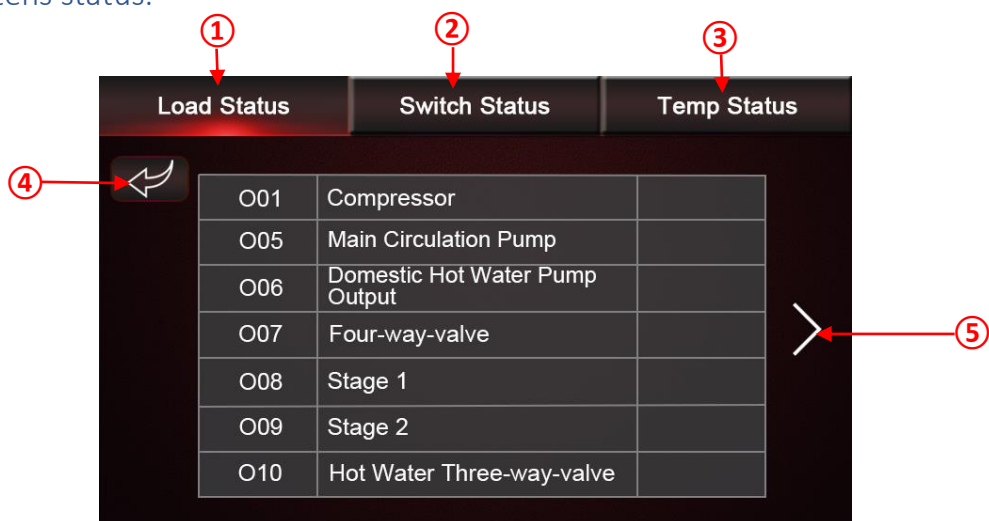 status.
① ② ③
Load Status Switch Status Temp Status
④
O01 Compressor
O05 Main Circulation Pump
O06 Domestic Hot Water Pump
Output
O07 Four-way-valve
⑤
O08 Stage 1
O09 Stage 2
O10 Hot Water Three-way-valve